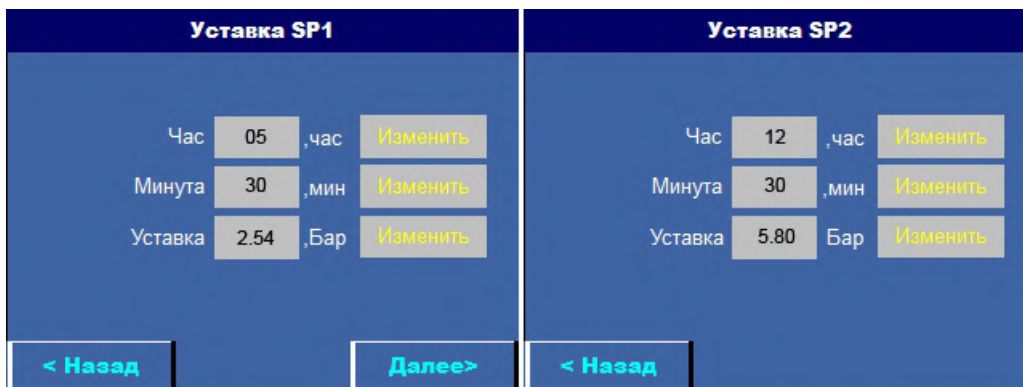 Уставка SP1
Час 05 ,час Изменить
Минута 30 ,мин Изменить
Уставка 2.54 ,Бар Изменить
< Назад Далее>
Уставка SP2
Час 12 ,час Изменить
Минута 30 ,мин Изменить
Уставка 5.80 Бар Изменить
< Назад